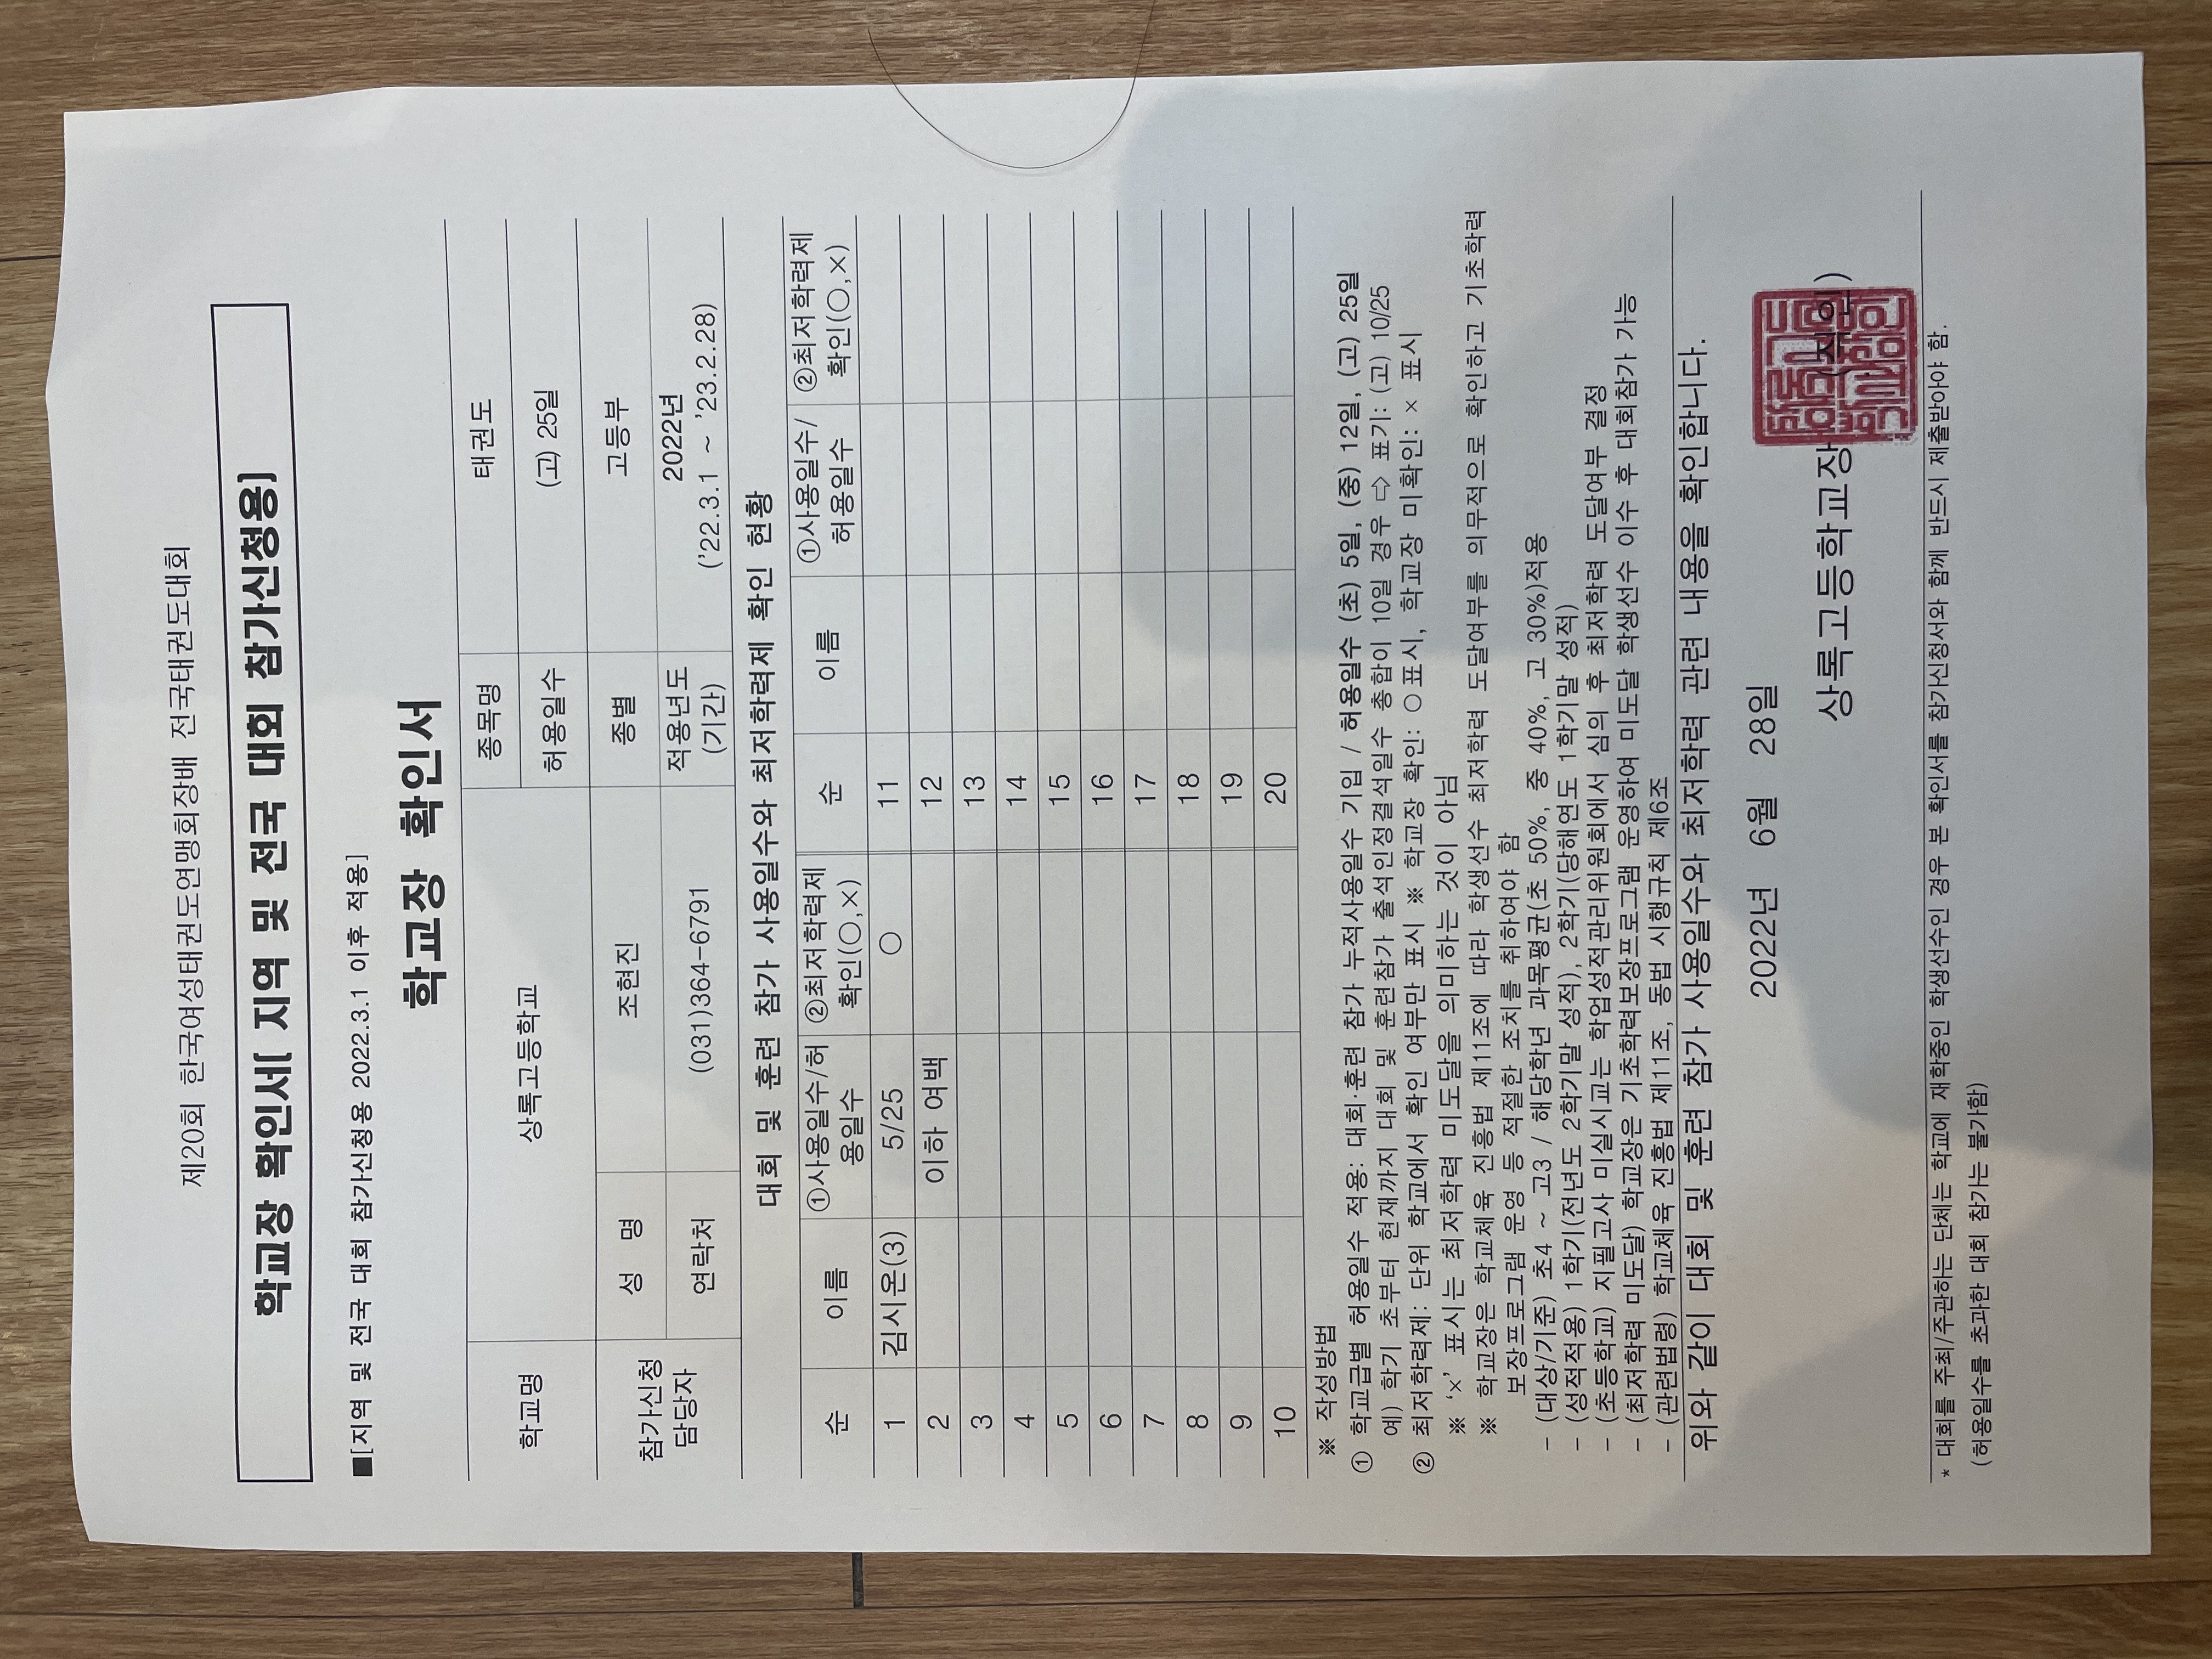 제20회 한국여성태권도연맹회장배 전국태권도대회
학교장 확인서[ 지역 및 전국 대회 참가신청용]
■[지역 및 전국 대회 참가신청용 2022.3.1 이후 적용]
학교장 확인서
학교명 상록고등학교 종목명 태권도
허용일수 (고) 25일
참가신청 담당자 성 명 조현진 종별 고등부
연락처 (031)364-6791 적용년도 (기간) 2022년 ('22.3.1 ~ '23.2.28)
대회 및 훈련 참가 사용일수와 최저학력제 확인 현황
순 이름 ①사용일수/허용일수 ②최저학력제 확인(○,×) 순 이름 ①사용일수/허용일수 ②최저학력제 확인(○,×)
1 김시온(3) 5/25 ○ 11
2 이하 여백 12
3 13
4 14
5 15
6 16
7 17
8 18
9 19
10 20
※ 작성방법
① 학교급별 허용일수 적용: 대회·훈련 참가 누적사용일수 기입 / 허용일수 (초) 5일, (중) 12일, (고) 25일
예) 학기 초부터 현재까지 대회 및 훈련참가 출석인정결석일수 총합이 10일 경우 ⇨ 표기: (고) 10/25
② 최저학력제: 단위 학교에서 확인 여부만 표시 ※ 학교장 확인: ○ 표시, 학교장 미확인: × 표시
※ '×' 표시는 최저학력 미도달을 의미하는 것이 아님
※ 학교장은 학교체육 진흥법 제11조에 따라 학생선수 최저학력 도달여부를 의무적으로 확인하고 기초학력
보장프로그램 운영 등 적절한 조치를 취하여야 함
- (대상/기준) 초4 ~ 고3 / 해당학년 과목평균(초 50%, 중 40%, 고 30%)적용
- (성적적용) 1학기(전년도 2학기말 성적), 2학기(당해연도 1학기말 성적)
- (초등학교) 지필고사 미실시교는 학업성적관리위원회에서 심의 후 최저학력 도달여부 결정
- (최저학력 미도달) 학교장은 기초학력보장프로그램 운영하여 미도달 학생선수 이수 후 대회참가 가능
- (관련법령) 학교체육 진흥법 제11조, 동법 시행규칙 제6조
위와 같이 대회 및 훈련 참가 사용일수와 최저학력 관련 내용을 확인합니다.
2022년 6월 28일
상록고등학교장 (직인)
* 대회를 주최/주관하는 단체는 학교에 재학중인 학생선수인 경우 본 확인서를 참가신청서와 함께 반드시 제출받아야 함.
(허용일수를 초과한 대회 참가는 불가함)